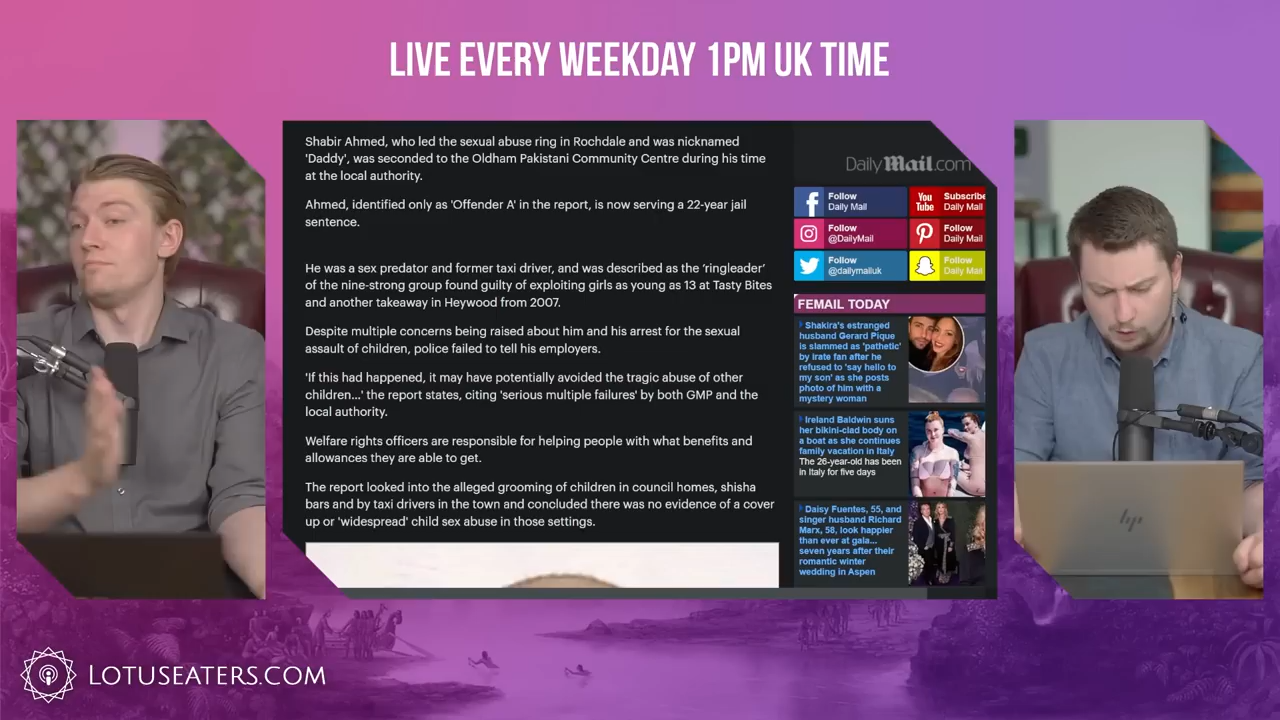 LIVE EVERY WEEKDAY 1PM UK TIME
Shabir Ahmed, who led the sexual abuse ring in Rochdale and was nicknamed
'Daddy', was seconded to the Oldham Pakistani Community Centre during his time
at the local authority.
Ahmed, identified only as 'Offender A' in the report, is now serving a 22-year jail
sentence.
He was a sex predator and former taxi driver, and was described as the 'ringleader'
of the nine-strong group found guilty of exploiting girls as young as 13 at Tasty Bites
and another takeaway in Heywood from 2007.
Despite multiple concerns being raised about him and his arrest for the sexual
assault of children, police failed to tell his employers.
'If this had happened, it may have potentially avoided the tragic abuse of other
children...' the report states, citing 'serious multiple failures' by both GMP and the
local authority.
Welfare rights officers are responsible for helping people with what benefits and
allowances they are able to get.
The report looked into the alleged grooming of children in council homes, shisha
bars and by taxi drivers in the town and concluded there was no evidence of a cover
up or 'widespread' child sex abuse in those settings.
DailyMail.com
Follow
Daily Mail
You
Tube
Subscribe
Daily Mail
Follow
@DailyMail
Follow
Daily Mail
Follow
@dailymailuk
Follow
Daily Mail
FEMAIL TODAY
Shakira's estranged
husband Gerard Pique
is slammed as 'pathetic'
by irate fan after he
refused to 'say hello to
my son' as she posts
photo of him with a
mystery woman
Ireland Baldwin suns
her bikini-clad body on
a boat as she continues
family vacation in Italy
The 26-year-old has been
in Italy for five days
Daisy Fuentes, 55, and
singer husband Richard
Marx, 58, look happier
than ever at gala...
seven years after their
romantic winter
wedding in Aspen
hp
LOTUSEATERS.COM